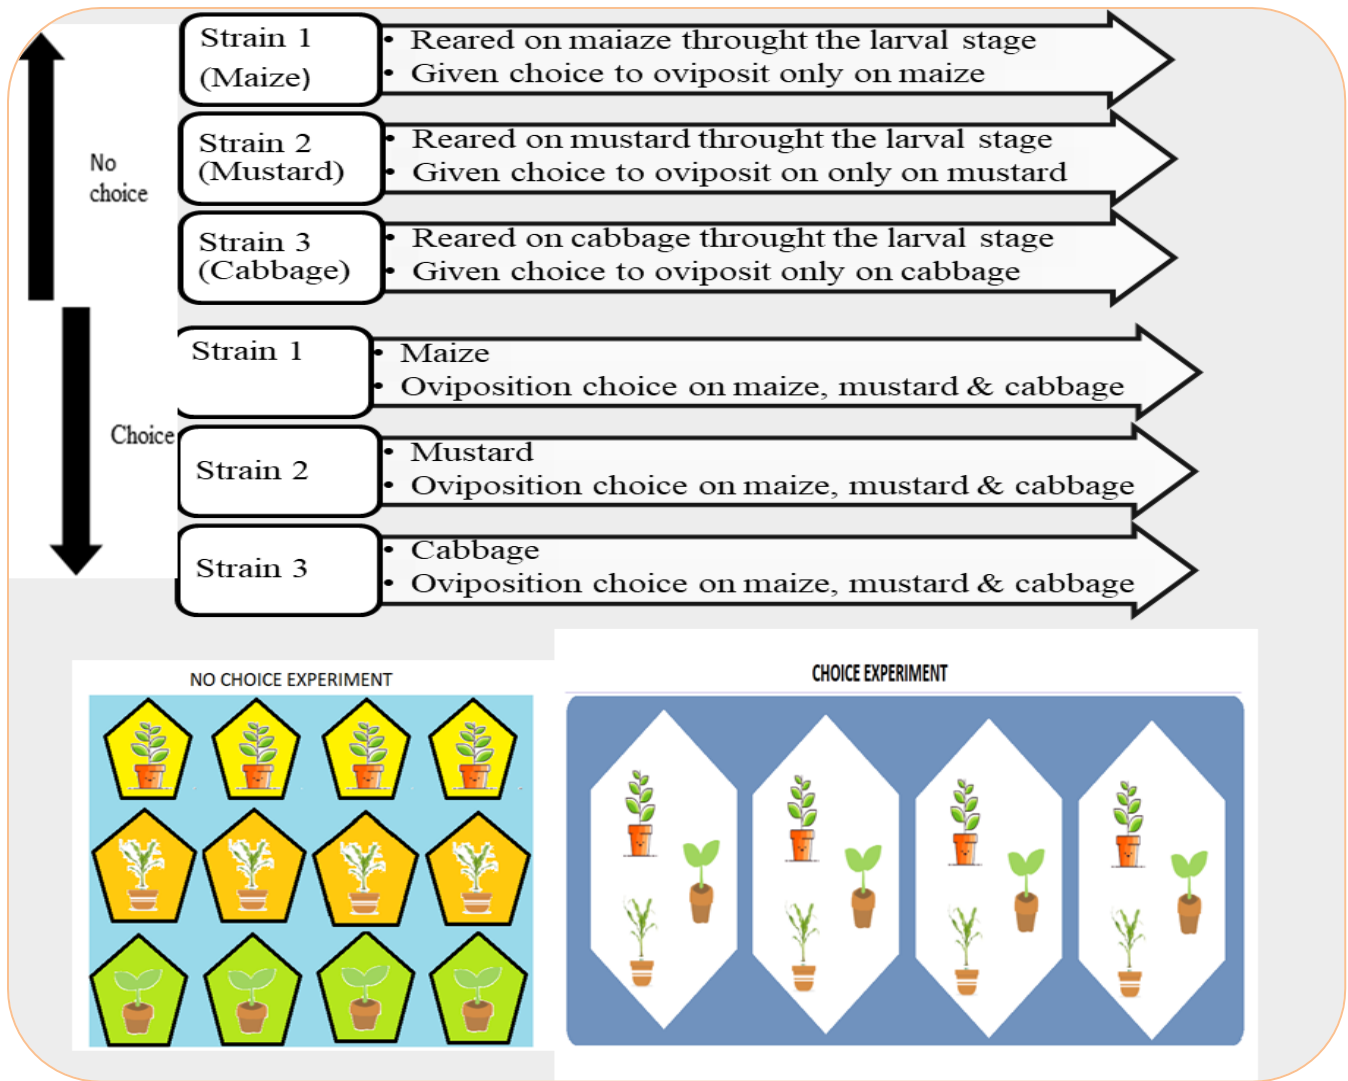 Strain 1
(Maize)
• Reared on maiaze throught the larval stage
• Given choice to oviposit only on maize
No
choice
Strain 2
(Mustard)
• Reared on mustard throught the larval stage
• Given choice to oviposit on only on mustard
Strain 3
(Cabbage)
• Reared on cabbage throught the larval stage
• Given choice to oviposit only on cabbage
Choice
Strain 1
• Maize
• Oviposition choice on maize, mustard & cabbage
Strain 2
• Mustard
• Oviposition choice on maize, mustard & cabbage
Strain 3
• Cabbage
• Oviposition choice on maize, mustard & cabbage
NO CHOICE EXPERIMENT
CHOICE EXPERIMENT